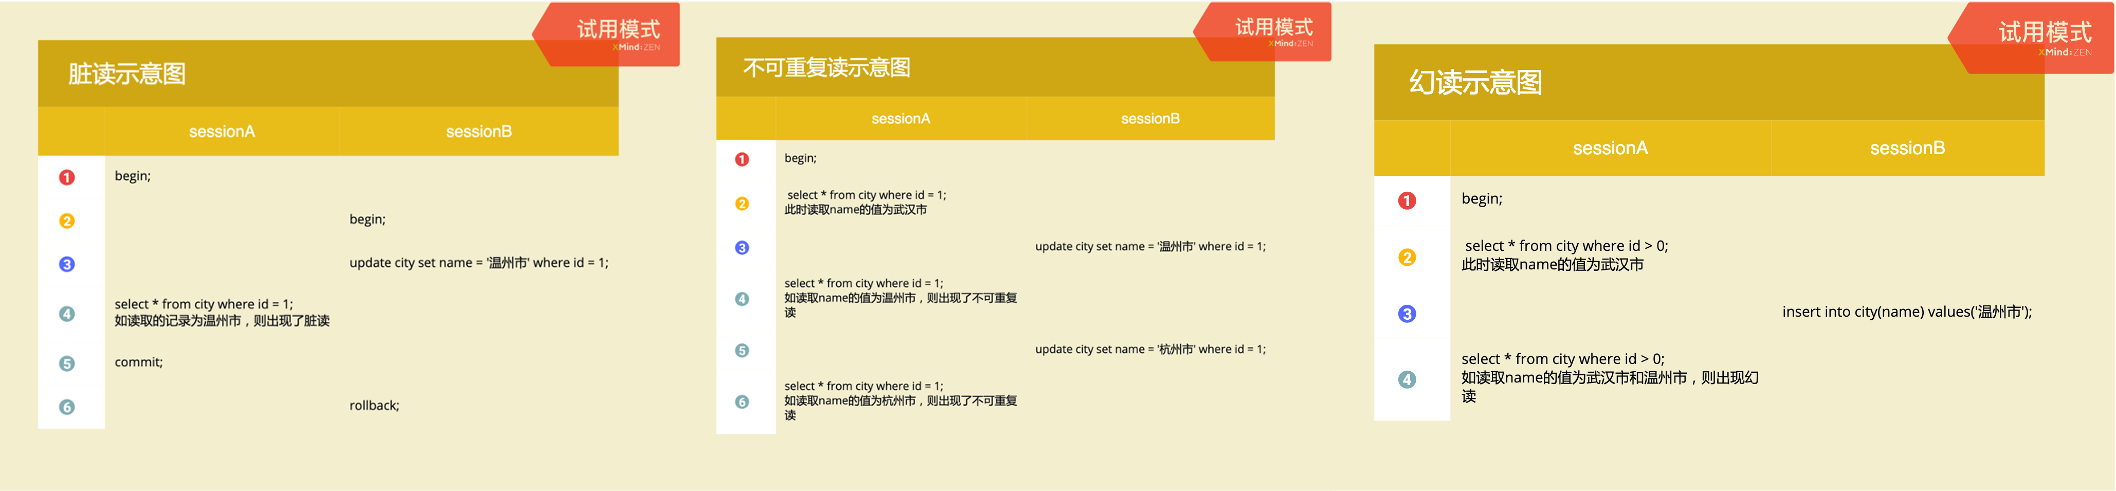 试用模式
XMind:ZEN
脏读示意图
sessionA sessionB
1 begin;
2 begin;
3 update city set name = '温州市' where id = 1;
4 select * from city where id = 1;
如读取的记录为温州市，则出现了脏读
5 commit;
6 rollback;
试用模式
XMind:ZEN
不可重复读示意图
sessionA sessionB
1 begin;
2 select * from city where id = 1;
此时读取name的值为武汉市
3 update city set name = '温州市' where id = 1;
4 select * from city where id = 1;
如读取name的值为温州市，则出现了不可重复
读
5 update city set name = '杭州市' where id = 1;
6 select * from city where id = 1;
如读取name的值为杭州市，则出现了不可重复
读
试用模式
XMind:ZEN
幻读示意图
sessionA sessionB
1 begin;
2 select * from city where id > 0;
此时读取name的值为武汉市
3 insert into city(name) values('温州市');
4 select * from city where id > 0;
如读取name的值为武汉市和温州市，则出现幻
读